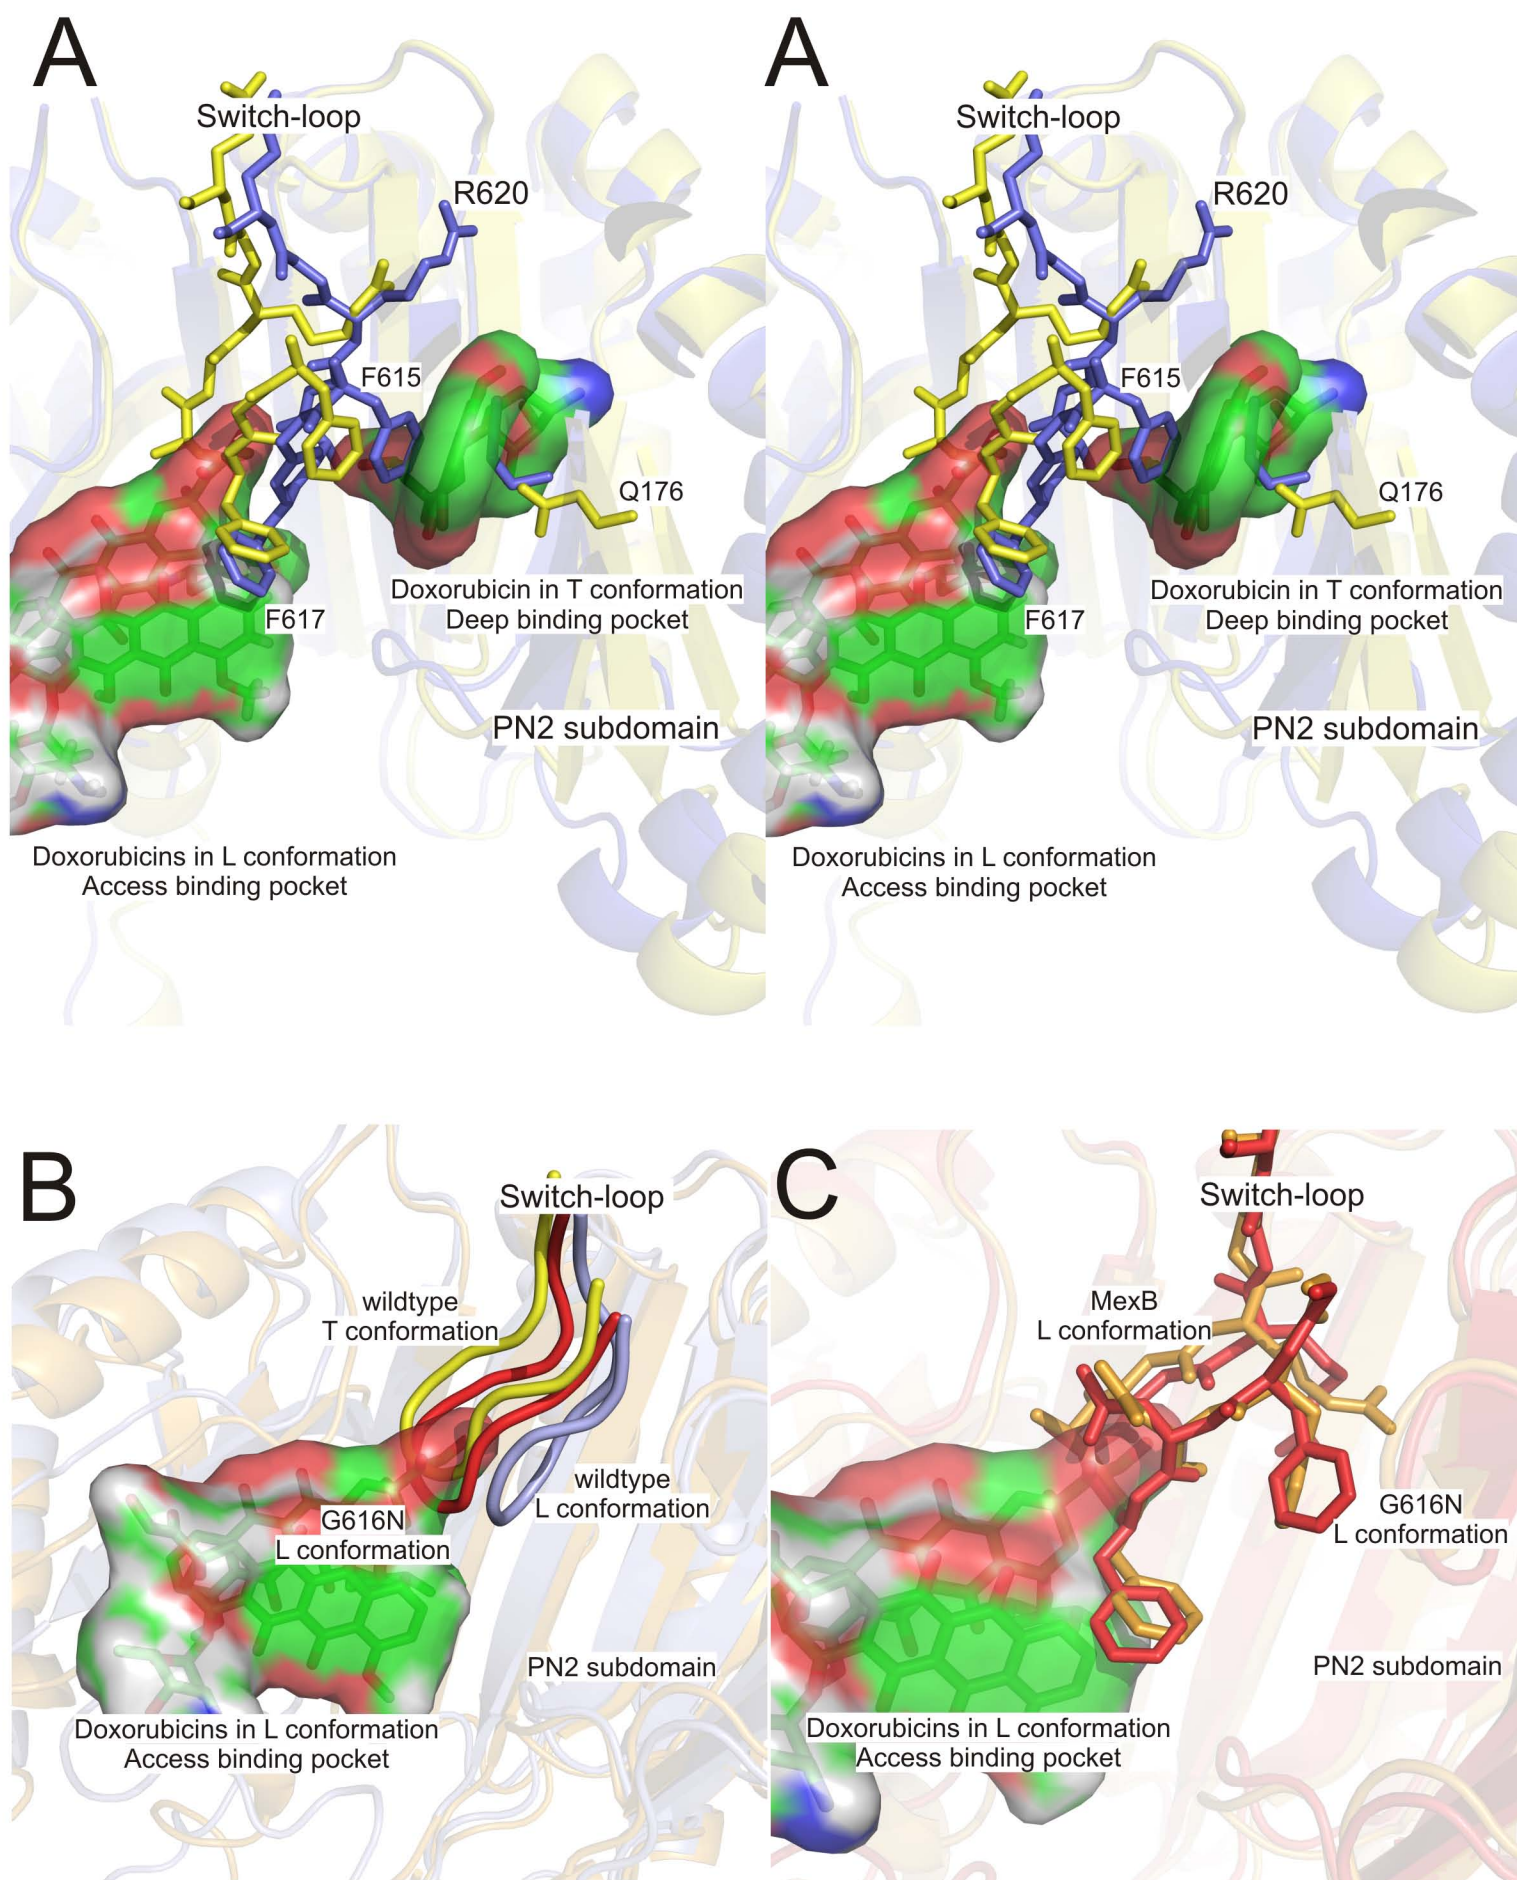 A
A
Switch-loop
Switch-loop
R620
R620
F615
F615
Q176
Q176
Doxorubicin in T conformation
Deep binding pocket
Doxorubicin in T conformation
Deep binding pocket
F617
F617
PN2 subdomain
PN2 subdomain
Doxorubicins in L conformation
Access binding pocket
Doxorubicins in L conformation
Access binding pocket
B
Switch-loop
wildtype
T conformation
wildtype
L conformation
G616N
L conformation
PN2 subdomain
Doxorubicins in L conformation
Access binding pocket
C
Switch-loop
MexB
L conformation
G616N
L conformation
PN2 subdomain
Doxorubicins in L conformation
Access binding pocket